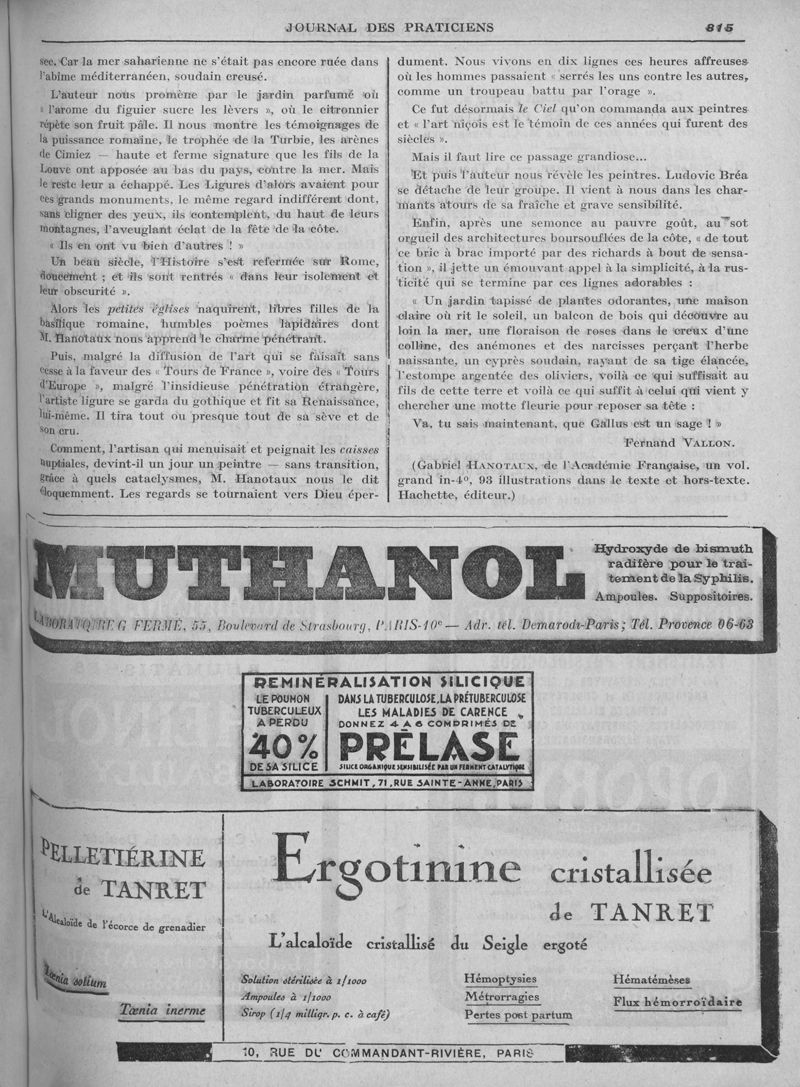 JOURNAL DES PRATICIENS
815
sec. Car la mer saharienne ne s'était pas encore ruée dans
l'abîme méditerranéen, soudain creusé.
L'auteur nous promène par le jardin parfumé où
« l'arome du figuier sucre les lèvers », où le citronnier
répète son fruit pâle. Il nous montre les témoignages de
la puissance romaine, le trophée de la Turbie, les arènes
de Cimiez — haute et ferme signature que les fils de la
Louve ont apposée au bas du pays, contre la mer. Mais
le reste leur a échappé. Les Ligures d'alors avaient pour
ces grands monuments, le même regard indifférent dont,
sans cligner des yeux, ils contemplent, du haut de leurs
montagnes, l'aveuglant éclat de la fête de la côte.
« Ils en ont vu bien d'autres ! »
Un beau siècle, l'Histoire s'est refermée sur Rome,
doucement ; et ils sont rentrés « dans leur isolement et
leur obscurité ».
Alors les petites églises naquirent, libres filles de la
basilique romaine, humbles poèmes lapidaires dont
M. Hanotaux nous apprend le charme pénétrant.
Puis, malgré la diffusion de l'art qui se faisait sans
cesse à la faveur des « Tours de France », voire des « Tours
d'Europe », malgré l'insidieuse pénétration étrangère,
l'artiste ligure se garda du gothique et fit sa Renaissance,
lui-même. Il tira tout ou presque tout de sa sève et de
son cru.
Comment, l'artisan qui menuisait et peignait les caisses
nuptiales, devint-il un jour un peintre — sans transition,
grâce à quels cataclysmes, M. Hanotaux nous le dit
éloquemment. Les regards se tournaient vers Dieu éper-
dument. Nous vivons en dix lignes ces heures affreuses
où les hommes passaient « serrés les uns contre les autres,
comme un troupeau battu par l'orage ».
Ce fut désormais le Ciel qu'on commanda aux peintres
et « l'art niçois est le témoin de ces années qui furent des
siècles ».
Mais il faut lire ce passage grandiose...
Et puis l'auteur nous révèle les peintres. Ludovic Bréa
se détache de leur groupe. Il vient à nous dans les char-
mants atours de sa fraîche et grave sensibilité.
Enfin, après une semonce au pauvre goût, au sot
orgueil des architectures boursouflées de la côte, « de tout
ce bric à brac importé par des richards à bout de sensa-
tion », il jette un émouvant appel à la simplicité, à la rus-
ticité qui se termine par ces lignes adorables :
« Un jardin tapissé de plantes odorantes, une maison
claire où rit le soleil, un balcon de bois qui découvre au
loin la mer, une floraison de roses dans le creux d'une
colline, des anémones et des narcisses perçant l'herbe
naissante, un cyprès soudain, rayant de sa tige élancée,
l'estompe argentée des oliviers, voilà ce qui suffisait au
fils de cette terre et voilà ce qui suffit à celui qui vient y
chercher une motte fleurie pour reposer sa tête :
Va, tu sais maintenant, que Gallus est un sage ! »
Fernand VALLON.
(Gabriel HANOTAUX, de l'Académie Française, un vol.
grand in-4°, 93 illustrations dans le texte et hors-texte.
Hachette, éditeur.)
MUTHANOL
Hydroxyde de bismuth
radifère pour le trai-
tement de la Syphilis.
Ampoules. Suppositoires.
LABORATOIRE G FERMÉ, 55, Boulevard de Strasbourg, PARIS-10e — Adr. tél. Demarodi-Paris; Tél. Provence 06-63
REMINÉRALISATION SILICIQUE
LE POUMON
TUBERCULEUX
A PERDU
40%
DE SA SILICE
DANS LA TUBERCULOSE, LA PRÉTUBERCULOSE
LES MALADIES DE CARENCE
DONNEZ 4 A 6 COMPRIMÉS DE
PRÉLASE
SILICE ORGANIQUE SENSIBILISÉE PAR UN FERMENT CATALYTIQUE
LABORATOIRE SCHMIT, 71, RUE SAINTE-ANNE, PARIS
PELLETIÉRINE
de TANRET
L'Alcaloïde de l'écorce de grenadier
Tœnia solium
Tœnia inerme
Ergotinine cristallisée
de TANRET
L'alcaloïde cristallisé du Seigle ergoté
Solution stérilisée à 1/1000
Ampoules à 1/1000
Sirop (1/4 milligr. p. c. à café)
Hémoptysies
Métrorragies
Pertes post partum
Hématémèses
Flux hémorroïdaire
10, RUE DU COMMANDANT-RIVIÈRE, PARIS